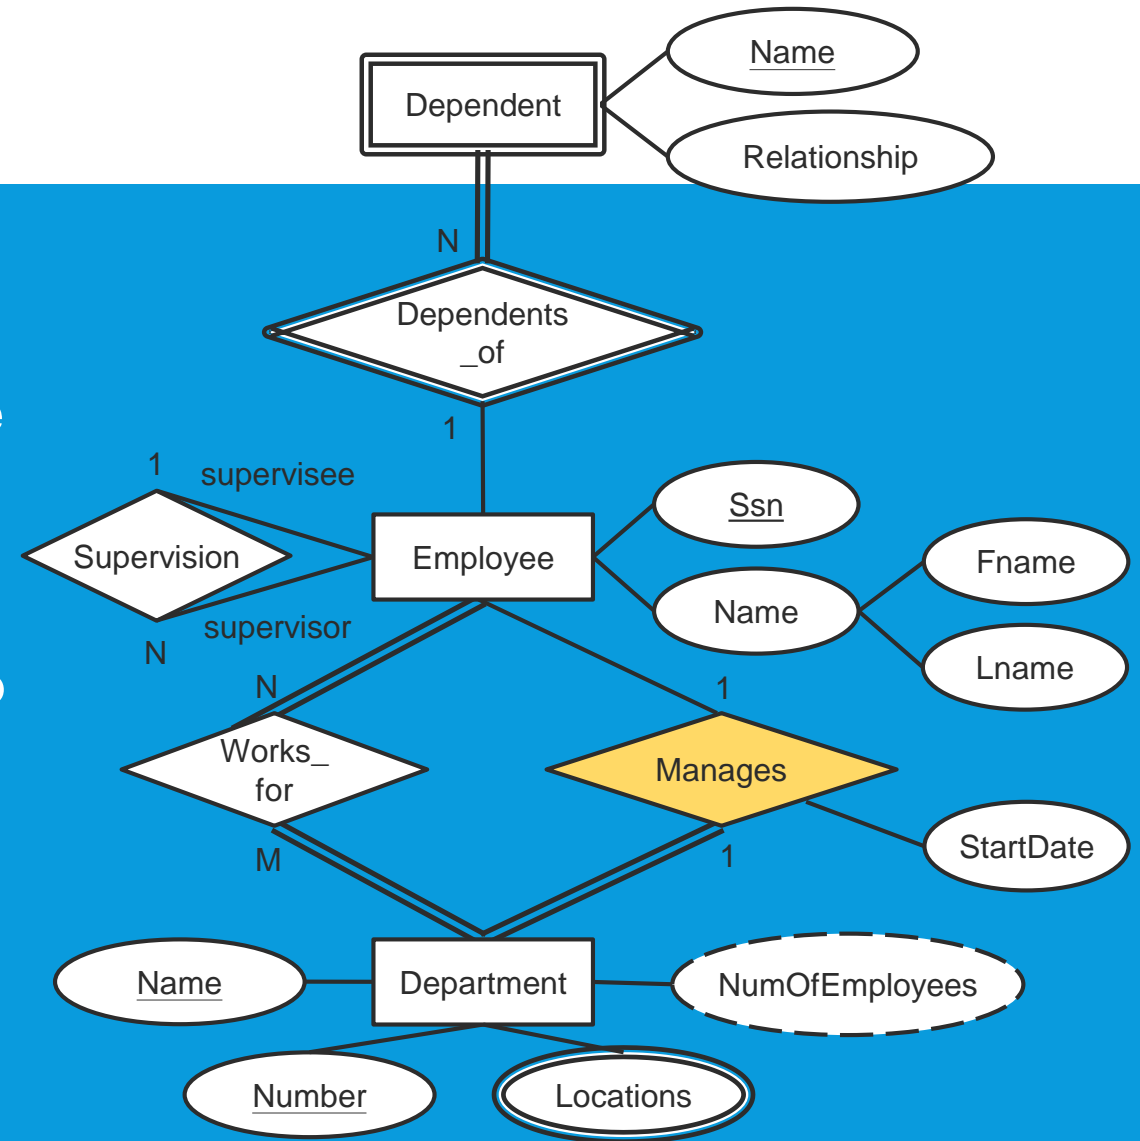 Name
Dependent
Relationship
N
Dependents
_of
1
1
supervisee
Ssn
Supervision
Employee
Fname
Name
supervisor
N
Lname
N
1
Works_
for
Manages
M
1
StartDate
Name
Department
NumOfEmployees
Number
Locations